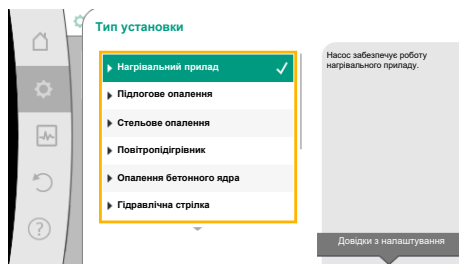 Тип установки
Нагрівальний прилад
Підлогове опалення
Стельове опалення
Повітропідігрівник
Опалення бетонного ядра
Гідравлічна стрілка
Насос забезпечує роботу
нагрівального приладу.
Довідки з налаштування